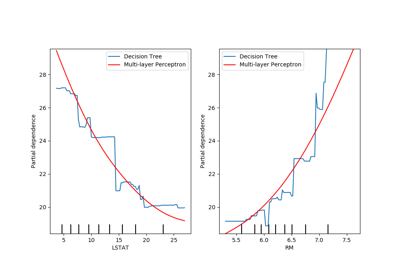 Decision Tree
Multi-layer Perceptron
28
26
24
22
20
Partial dependence
5
10
15
20
25
LSTAT
Decision Tree
Multi-layer Perceptron
28
26
24
22
20
Partial dependence
5.5
6.0
6.5
7.0
7.5
RM